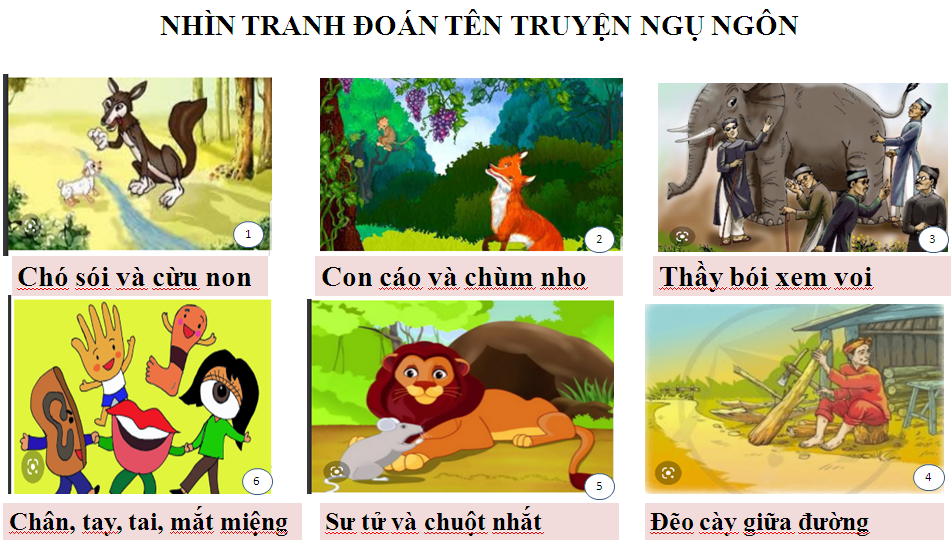 NHÌN TRANH ĐOÁN TÊN TRUYỆN NGỤ NGÔN
1
2
3
Chó sói và cừu non
Con cáo và chùm nho
Thầy bói xem voi
6
5
4
Chân, tay, tai, mắt miệng
Sư tử và chuột nhắt
Đẽo cày giữa đường